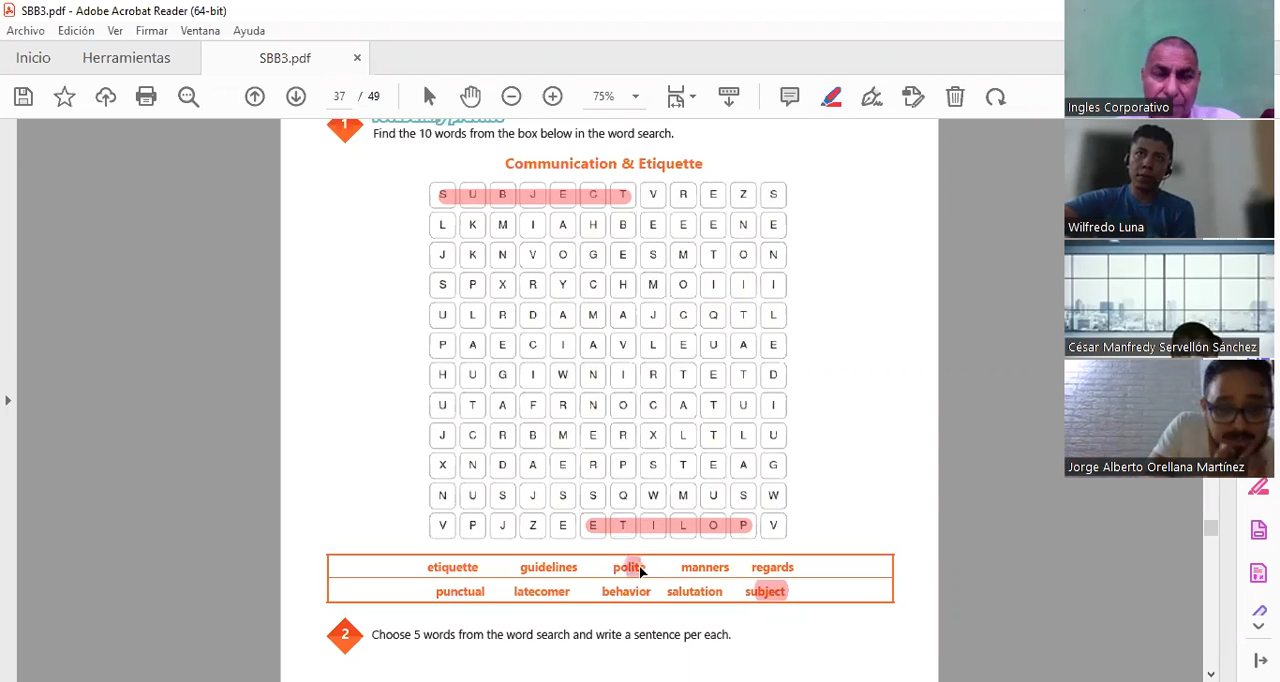 SBB3.pdf - Adobe Acrobat Reader (64-bit)
Archivo Edición Ver Firmar Ventana Ayuda
Inicio Herramientas SBB3.pdf ×
37 / 49 75%
1
Find the 10 words from the box below in the word search.
Communication & Etiquette
S U B J E C T V R E Z S
L K M I A H B E E E N E
J K N V O G E S M T O N
S P X R Y C H M O I I I
U L R D A M A J C Q T L
P A E C I A V L E U A E
H U G I W N I R T E T D
U T A F R N O C A T U I
J C R B M E R X L T L U
X N D A E R P S T E A G
N U S J S S Q W M U S W
V P J Z E E T I L O P V
etiquette guidelines polite manners regards
punctual latecomer behavior salutation subject
2 Choose 5 words from the word search and write a sentence per each.
Ingles Corporativo
Wilfredo Luna
César Manfredy Servellón Sánchez
Jorge Alberto Orellana Martínez